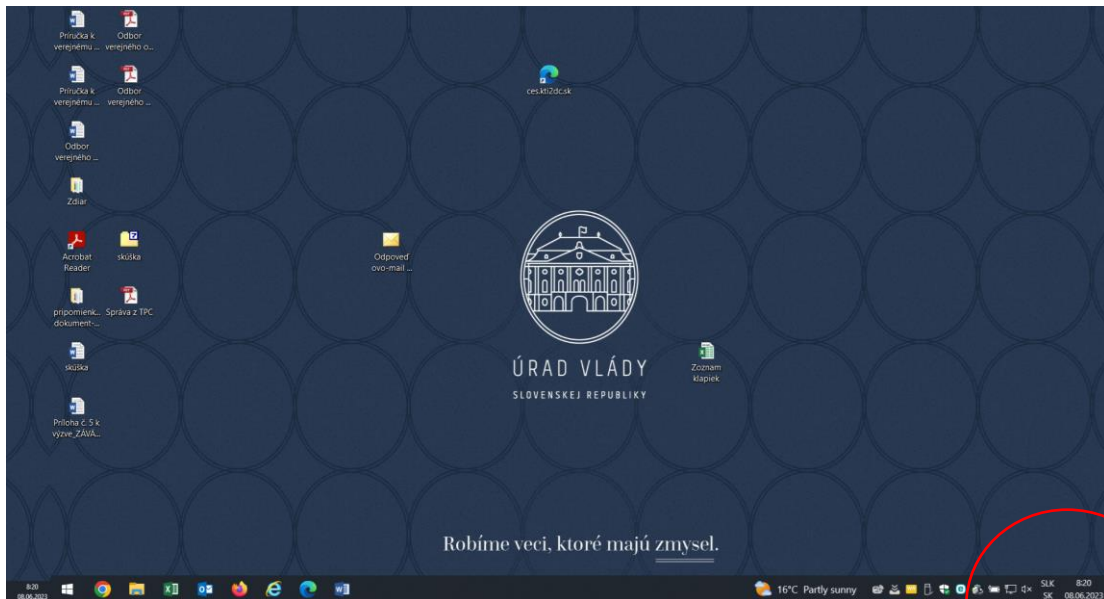 Príručka k
verejnému ...
Odbor
verejného o...
Príručka k
verejnému ...
Odbor
verejného ...
ces.kti2dc.sk
Odbor
verejného ...
Zdiar
Acrobat
Reader
skúška
Odpoveď
ovo-mail ...
pripomienk...
dokument-...
Správa z TPC
skúška
Zoznam
klapiek
Príloha č. 5 k
výzve_ZÁVÄ...
ÚRAD VLÁDY
SLOVENSKEJ REPUBLIKY
Robíme veci, ktoré majú zmysel.
8:20
08.06.2023
16°C Partly sunny
SLK
SK
8:20
08.06.2023